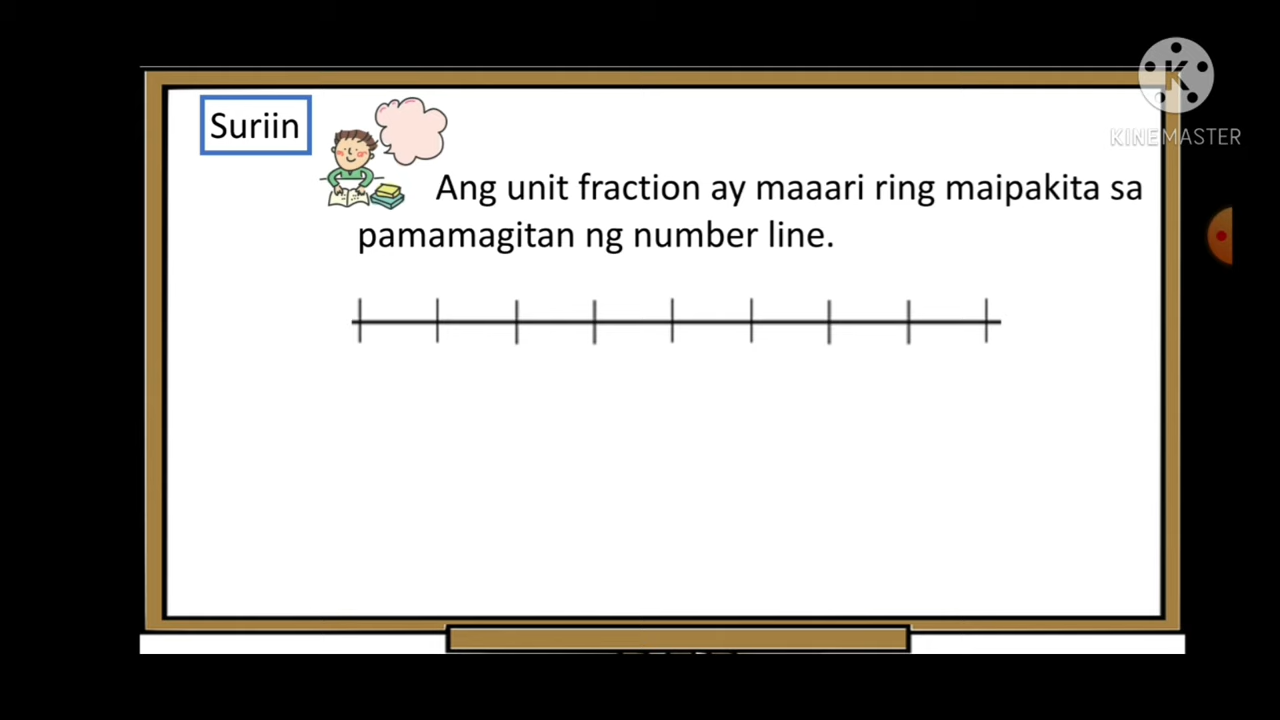 KINEMASTER
Suriin
Ang unit fraction ay maaari ring maipakita sa
pamamagitan ng number line.